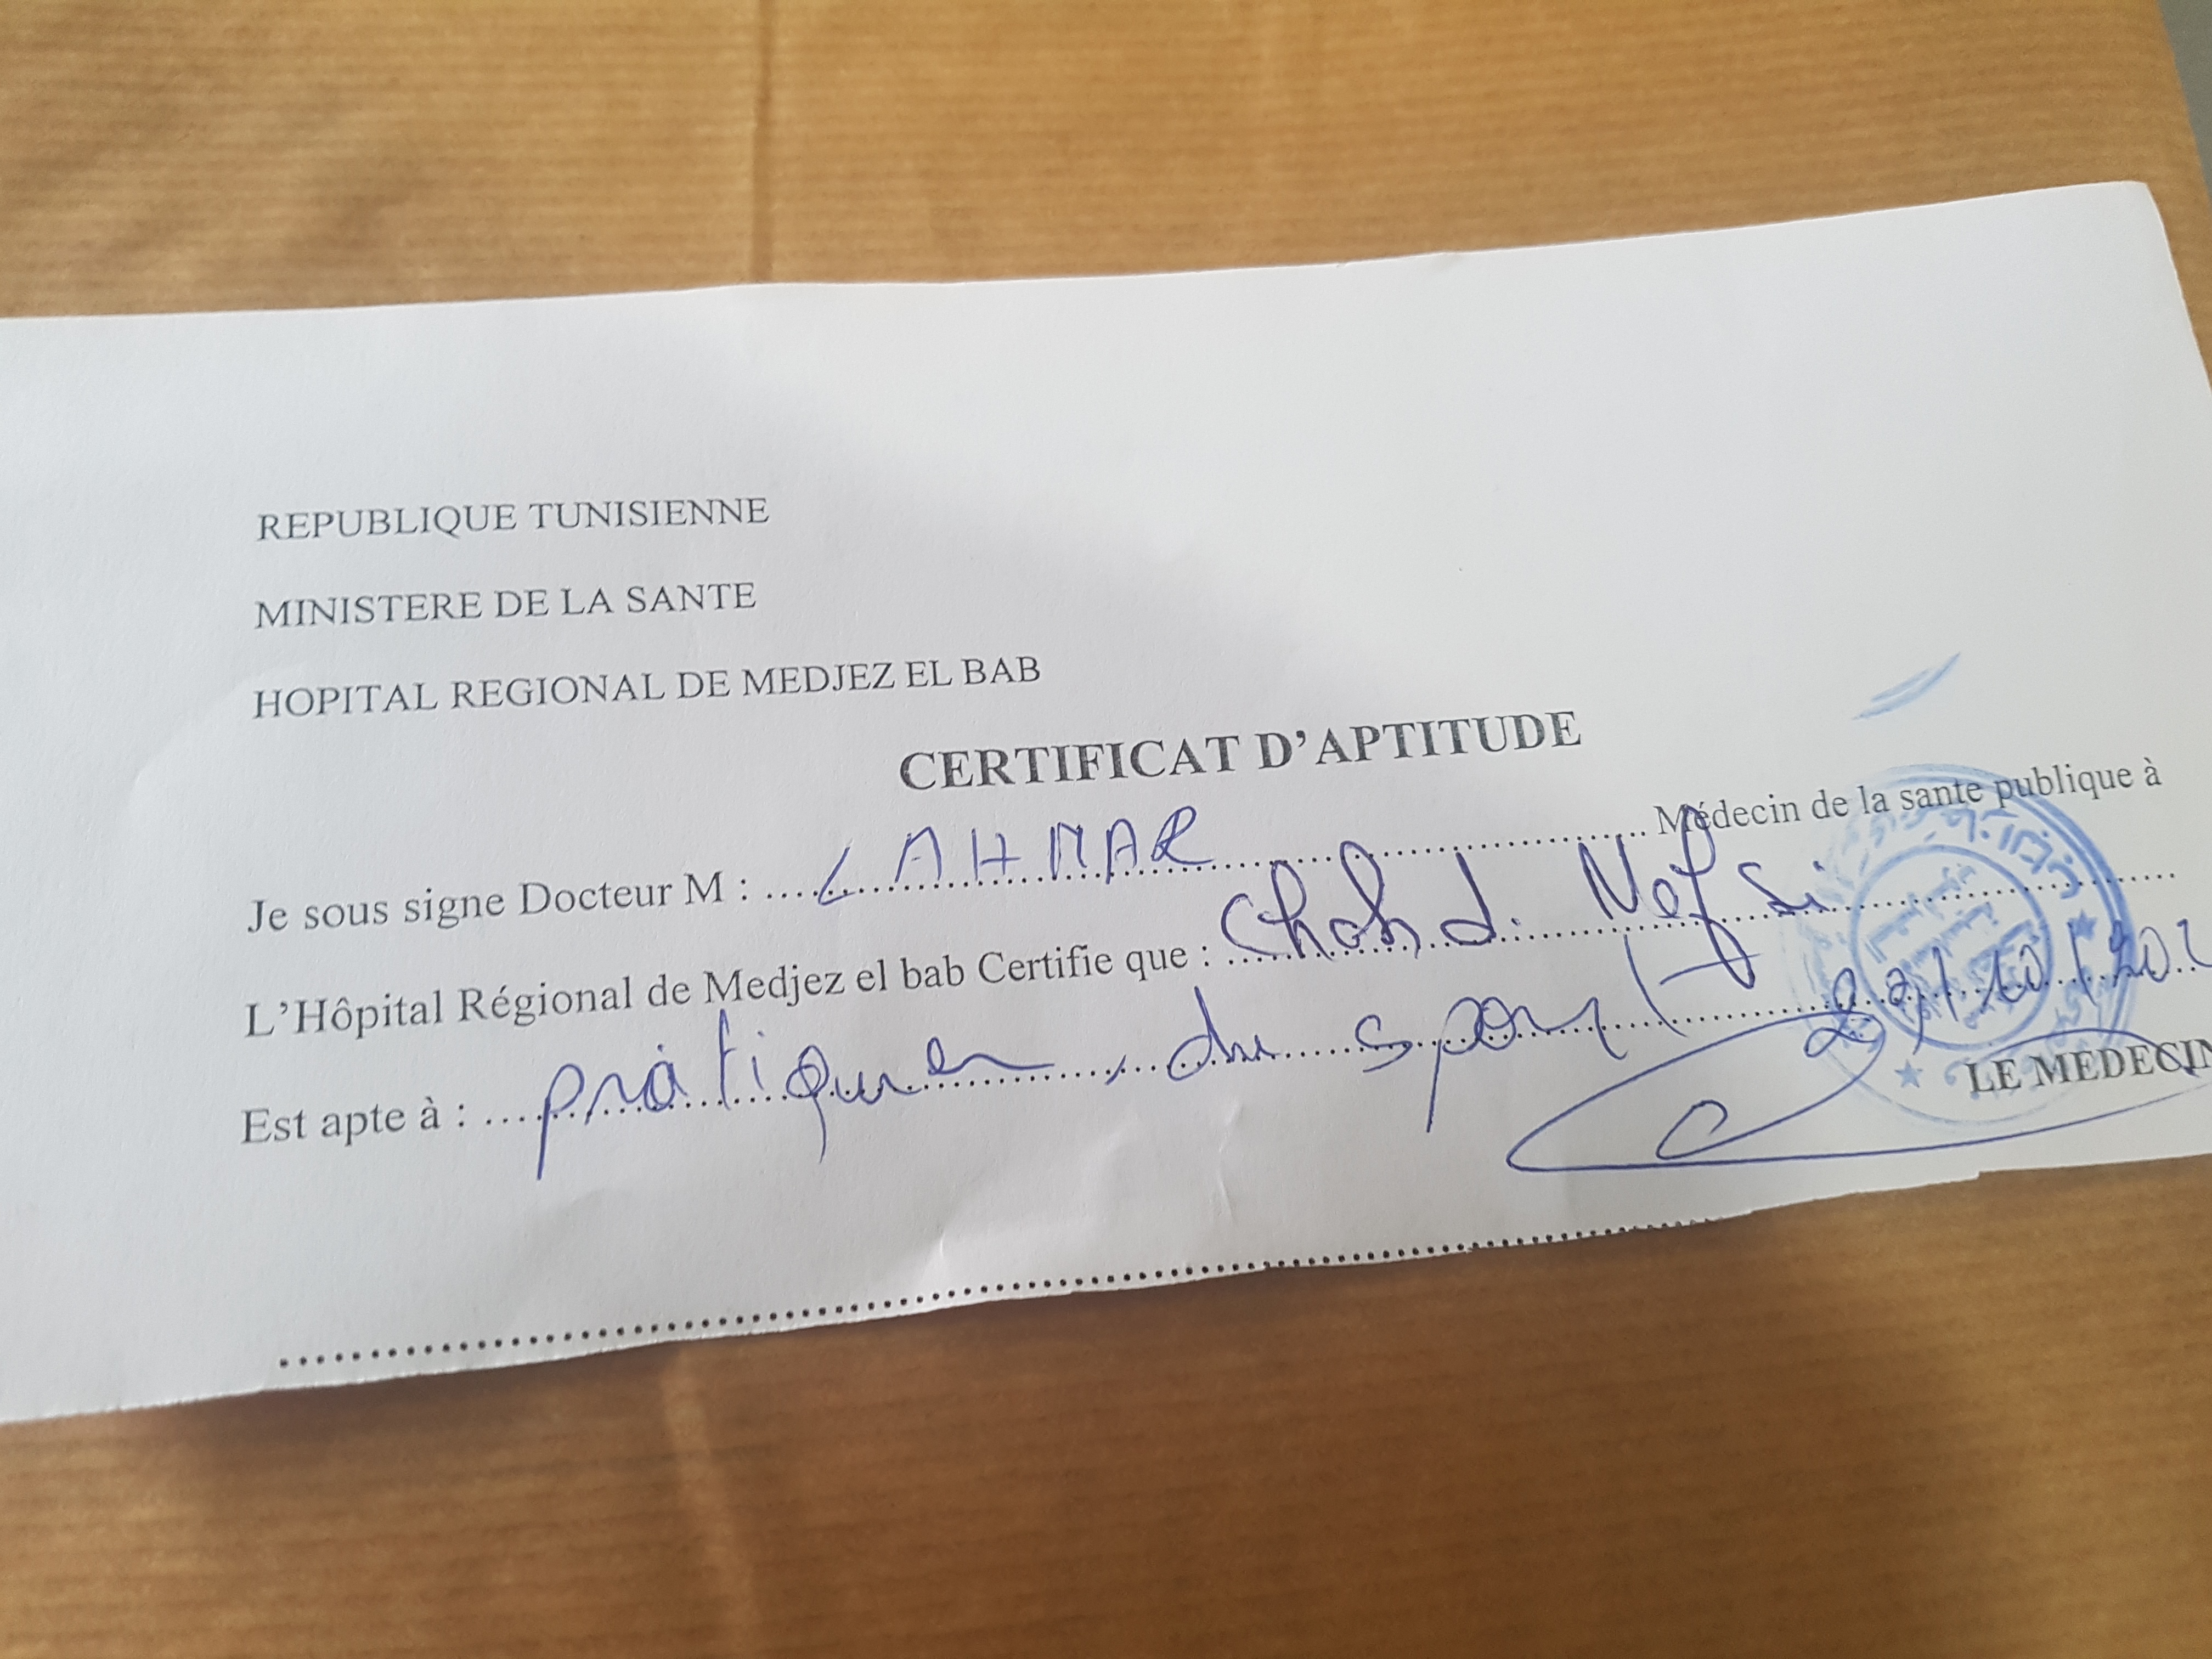 REPUBLIQUE TUNISIENNE
MINISTERE DE LA SANTE
HOPITAL REGIONAL DE MEDJEZ EL BAB
CERTIFICAT D’APTITUDE
Je sous signe Docteur M : LAHMAR Médecin de la sante publique à
L’Hôpital Régional de Medjez el bab Certifie que : Nefsi
Est apte à : pratiquer du sport
LE MEDECIN